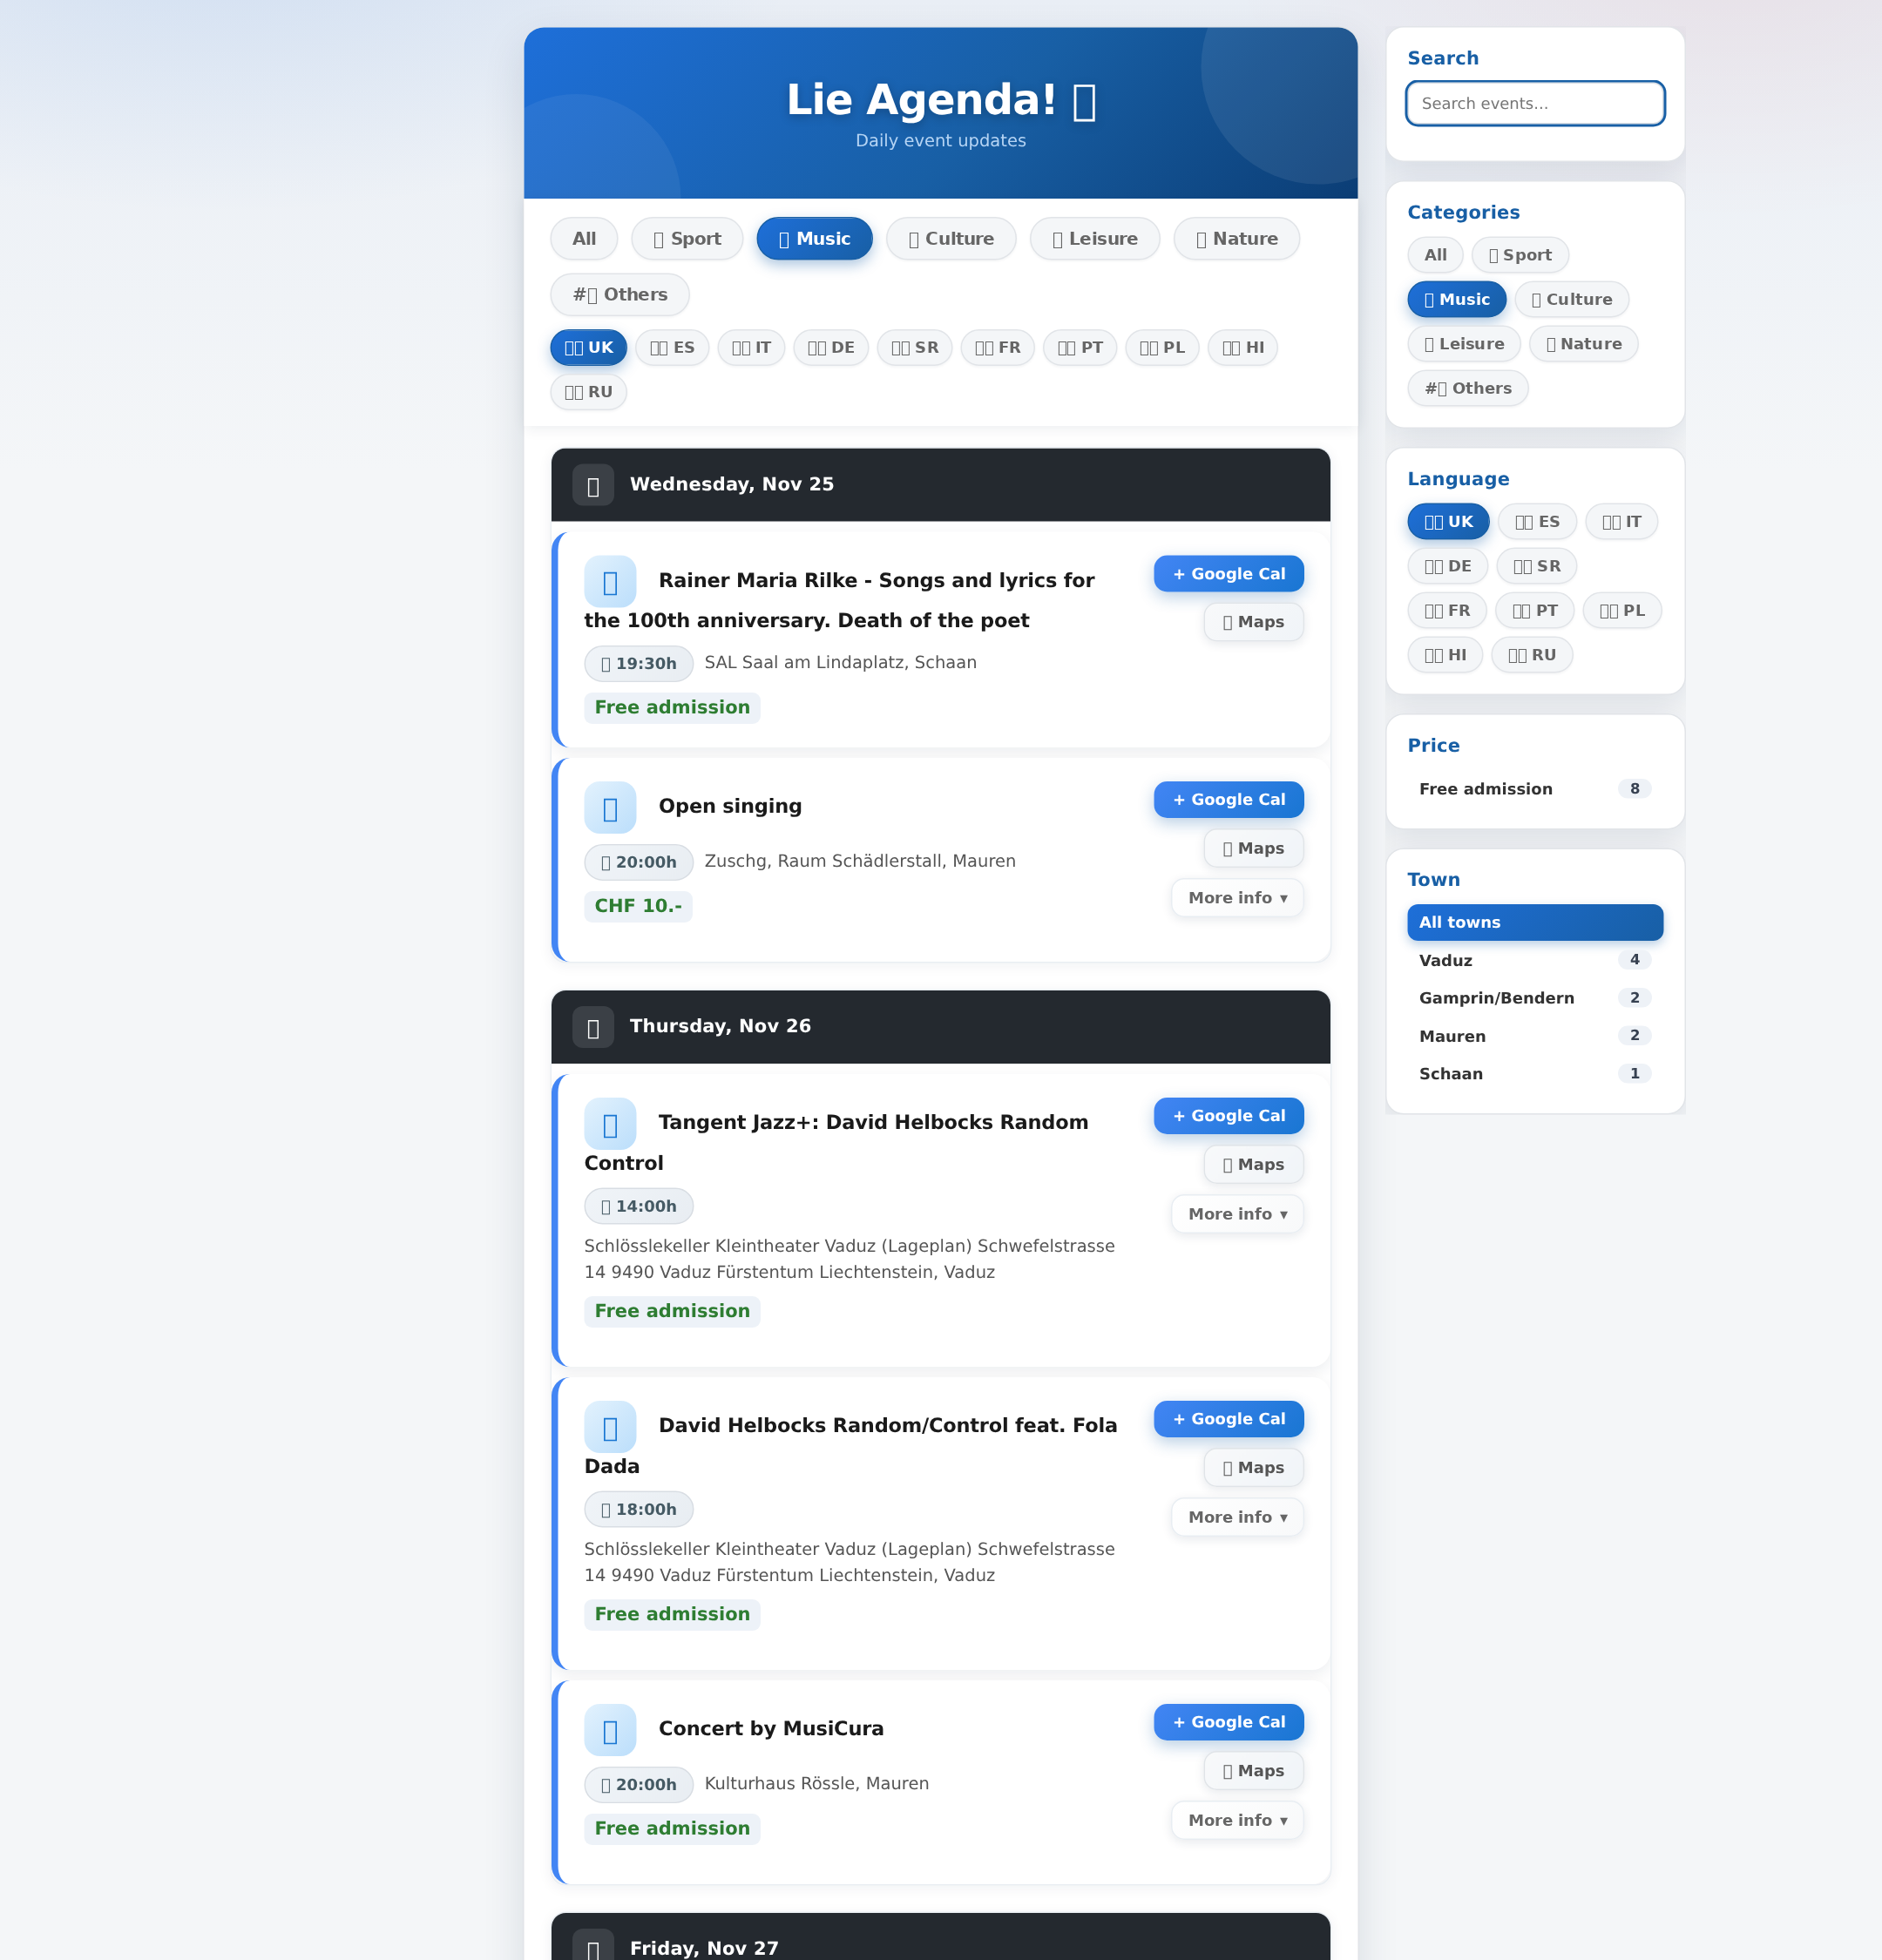 Lie Agenda!
Daily event updates
All
Sport
Music
Culture
Leisure
Nature
# Others
UK
ES
IT
DE
SR
FR
PT
PL
HI
RU
Wednesday, Nov 25
Rainer Maria Rilke - Songs and lyrics for
the 100th anniversary. Death of the poet
19:30h SAL Saal am Lindaplatz, Schaan
Free admission
+ Google Cal
Maps
Open singing
20:00h Zuschg, Raum Schädlerstall, Mauren
CHF 10.-
+ Google Cal
Maps
More info ▾
Thursday, Nov 26
Tangent Jazz+: David Helbocks Random
Control
14:00h
Schlösslekeller Kleintheater Vaduz (Lageplan) Schwefelstrasse
14 9490 Vaduz Fürstentum Liechtenstein, Vaduz
Free admission
+ Google Cal
Maps
More info ▾
David Helbocks Random/Control feat. Fola
Dada
18:00h
Schlösslekeller Kleintheater Vaduz (Lageplan) Schwefelstrasse
14 9490 Vaduz Fürstentum Liechtenstein, Vaduz
Free admission
+ Google Cal
Maps
More info ▾
Concert by MusiCura
20:00h Kulturhaus Rössle, Mauren
Free admission
+ Google Cal
Maps
More info ▾
Friday, Nov 27
Search
Search events...
Categories
All
Sport
Music
Culture
Leisure
Nature
# Others
Language
UK
ES
IT
DE
SR
FR
PT
PL
HI
RU
Price
Free admission 8
Town
All towns
Vaduz 4
Gamprin/Bendern 2
Mauren 2
Schaan 1